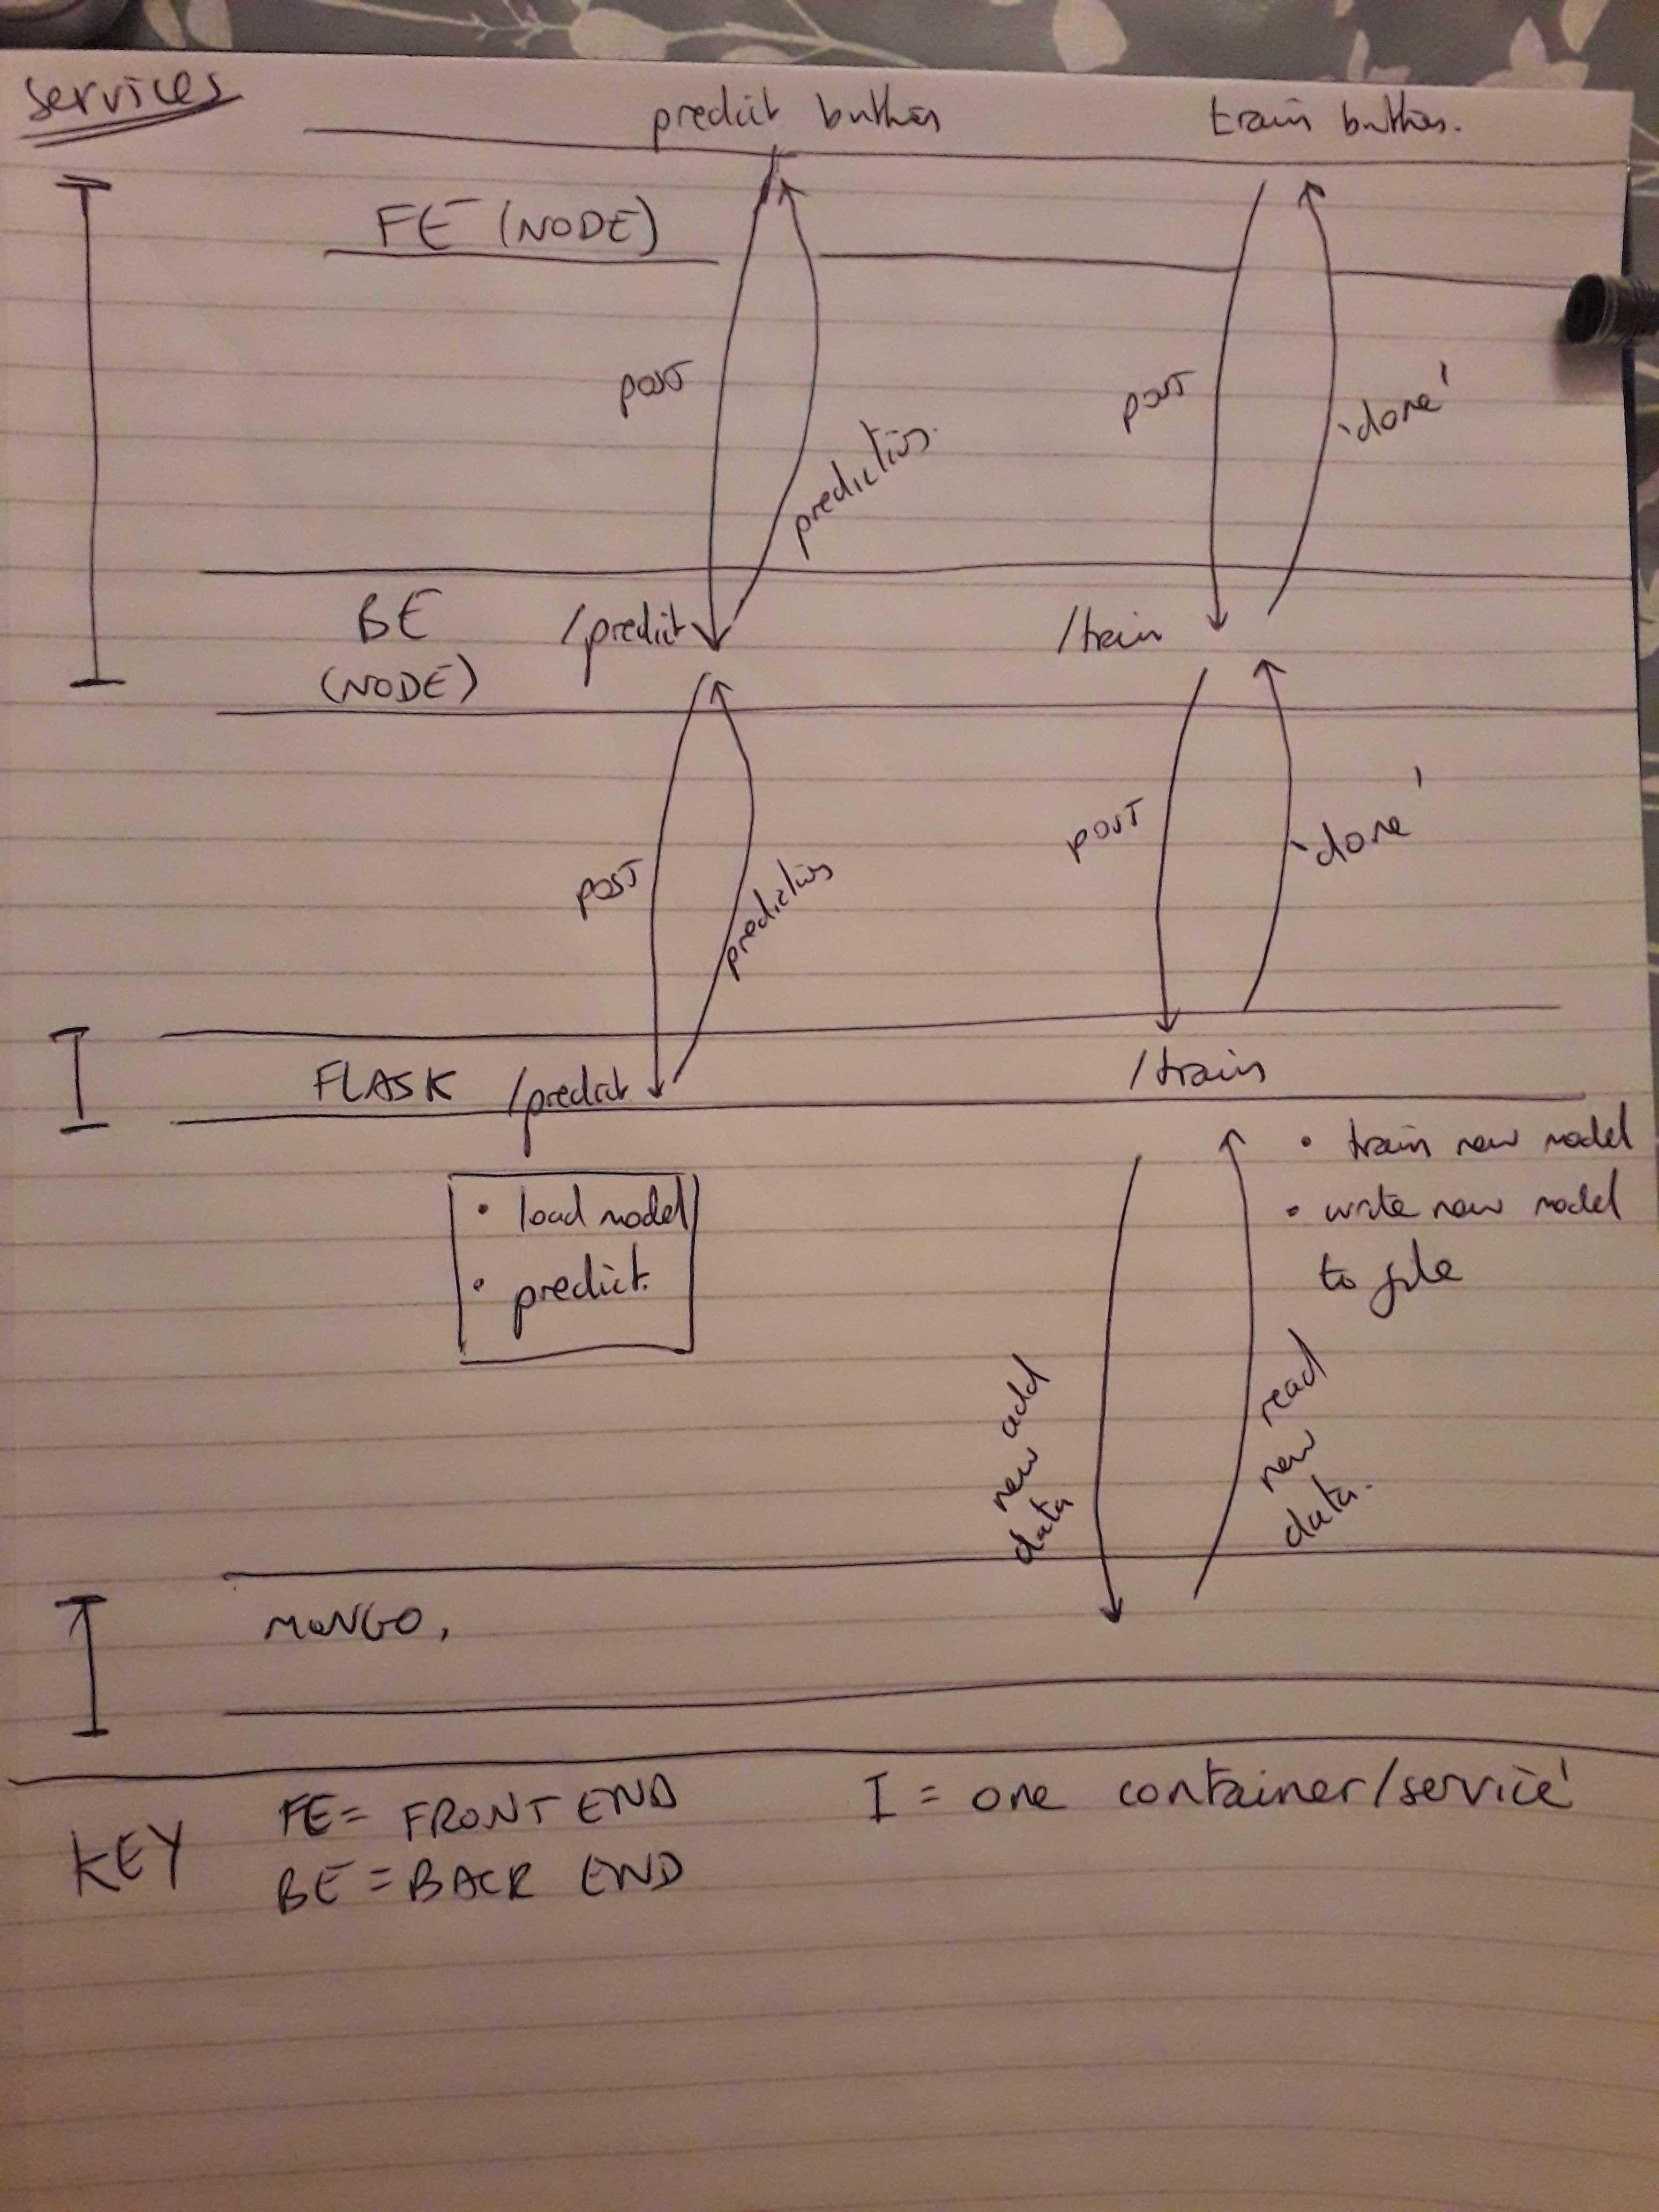 services
predict button
train button.
FE (NODE)
post
prediction.
post
'done'
BE
(NODE)
/predict
/train
post
prediction
post
'done'
FLASK
/predict
/train
• load model
• predict.
• train new model
• write new model
to file
new add
data
read
new
data.
MONGO.
KEY
FE = FRONT END
BE = BACK END
I = one container/service'